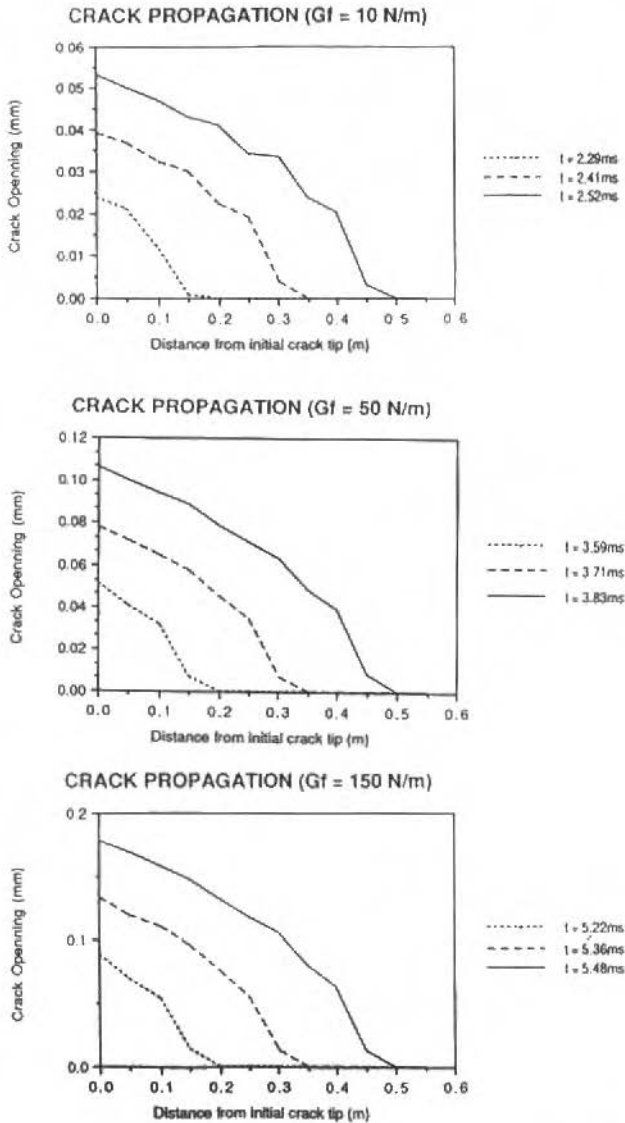 CRACK PROPAGATION (Gf = 10 N/m)
0.06
0.05
0.04
0.03
0.02
0.01
0.00
Crack Openning (mm)
0.0 0.1 0.2 0.3 0.4 0.5 0.6
Distance from initial crack tip (m)
t = 2.29ms
t = 2.41ms
t = 2.52ms
CRACK PROPAGATION (Gf = 50 N/m)
0.12
0.10
0.08
0.06
0.04
0.02
0.00
Crack Openning (mm)
0.0 0.1 0.2 0.3 0.4 0.5 0.6
Distance from initial crack tip (m)
t = 3.59ms
t = 3.71ms
t = 3.83ms
CRACK PROPAGATION (Gf = 150 N/m)
0.2
0.1
0.0
Crack Openning (mm)
0.0 0.1 0.2 0.3 0.4 0.5 0.6
Distance from initial crack tip (m)
t = 5.22ms
t = 5.36ms
t = 5.48ms